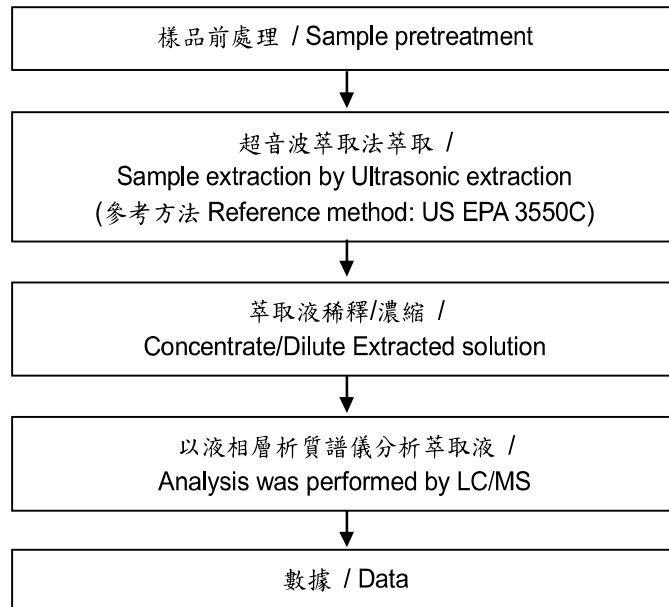 樣品前處理 / Sample pretreatment
超音波萃取法萃取 /
Sample extraction by Ultrasonic extraction
(參考方法 Reference method: US EPA 3550C)
萃取液稀釋/濃縮 /
Concentrate/Dilute Extracted solution
以液相層析質譜儀分析萃取液 /
Analysis was performed by LC/MS
數據 / Data